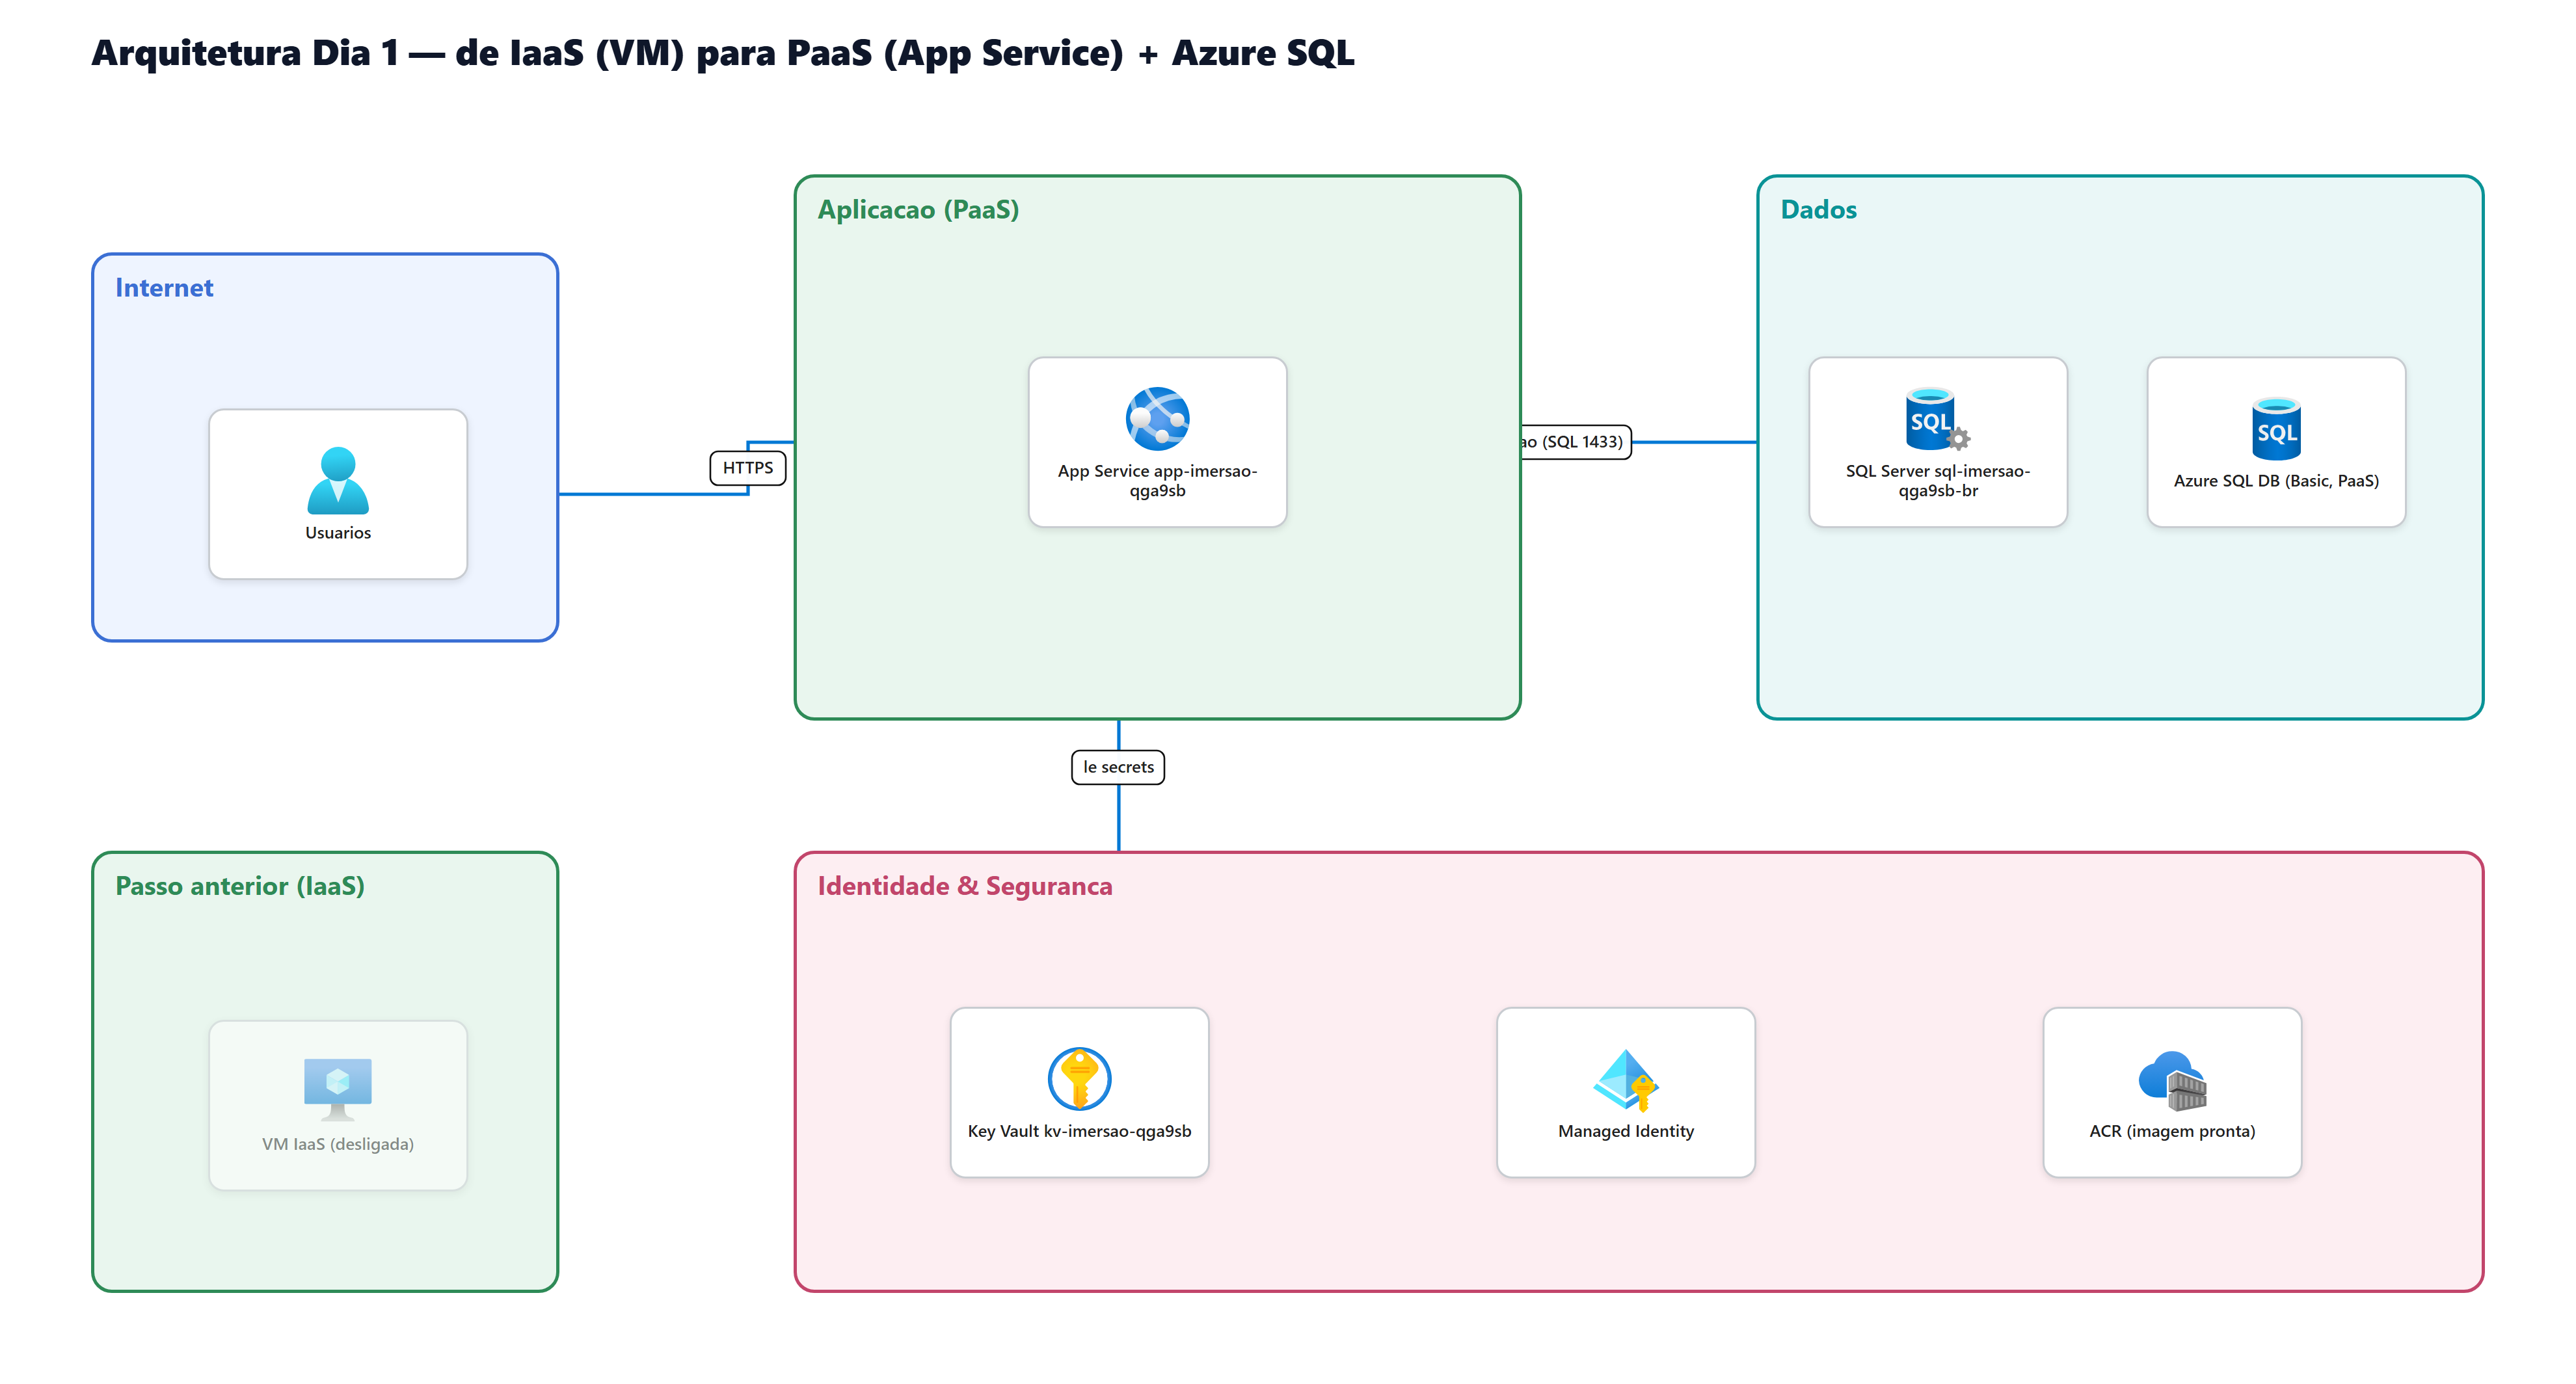 Arquitetura Dia 1 — de IaaS (VM) para PaaS (App Service) + Azure SQL
Internet
Usuarios
HTTPS
Aplicacao (PaaS)
App Service app-imersao-
qga9sb
(SQL 1433)
Dados
SQL
SQL Server sql-imersao-
qga9sb-br
SQL
Azure SQL DB (Basic, PaaS)
le secrets
Passo anterior (IaaS)
VM IaaS (desligada)
Identidade & Seguranca
Key Vault kv-imersao-qga9sb
Managed Identity
ACR (imagem pronta)